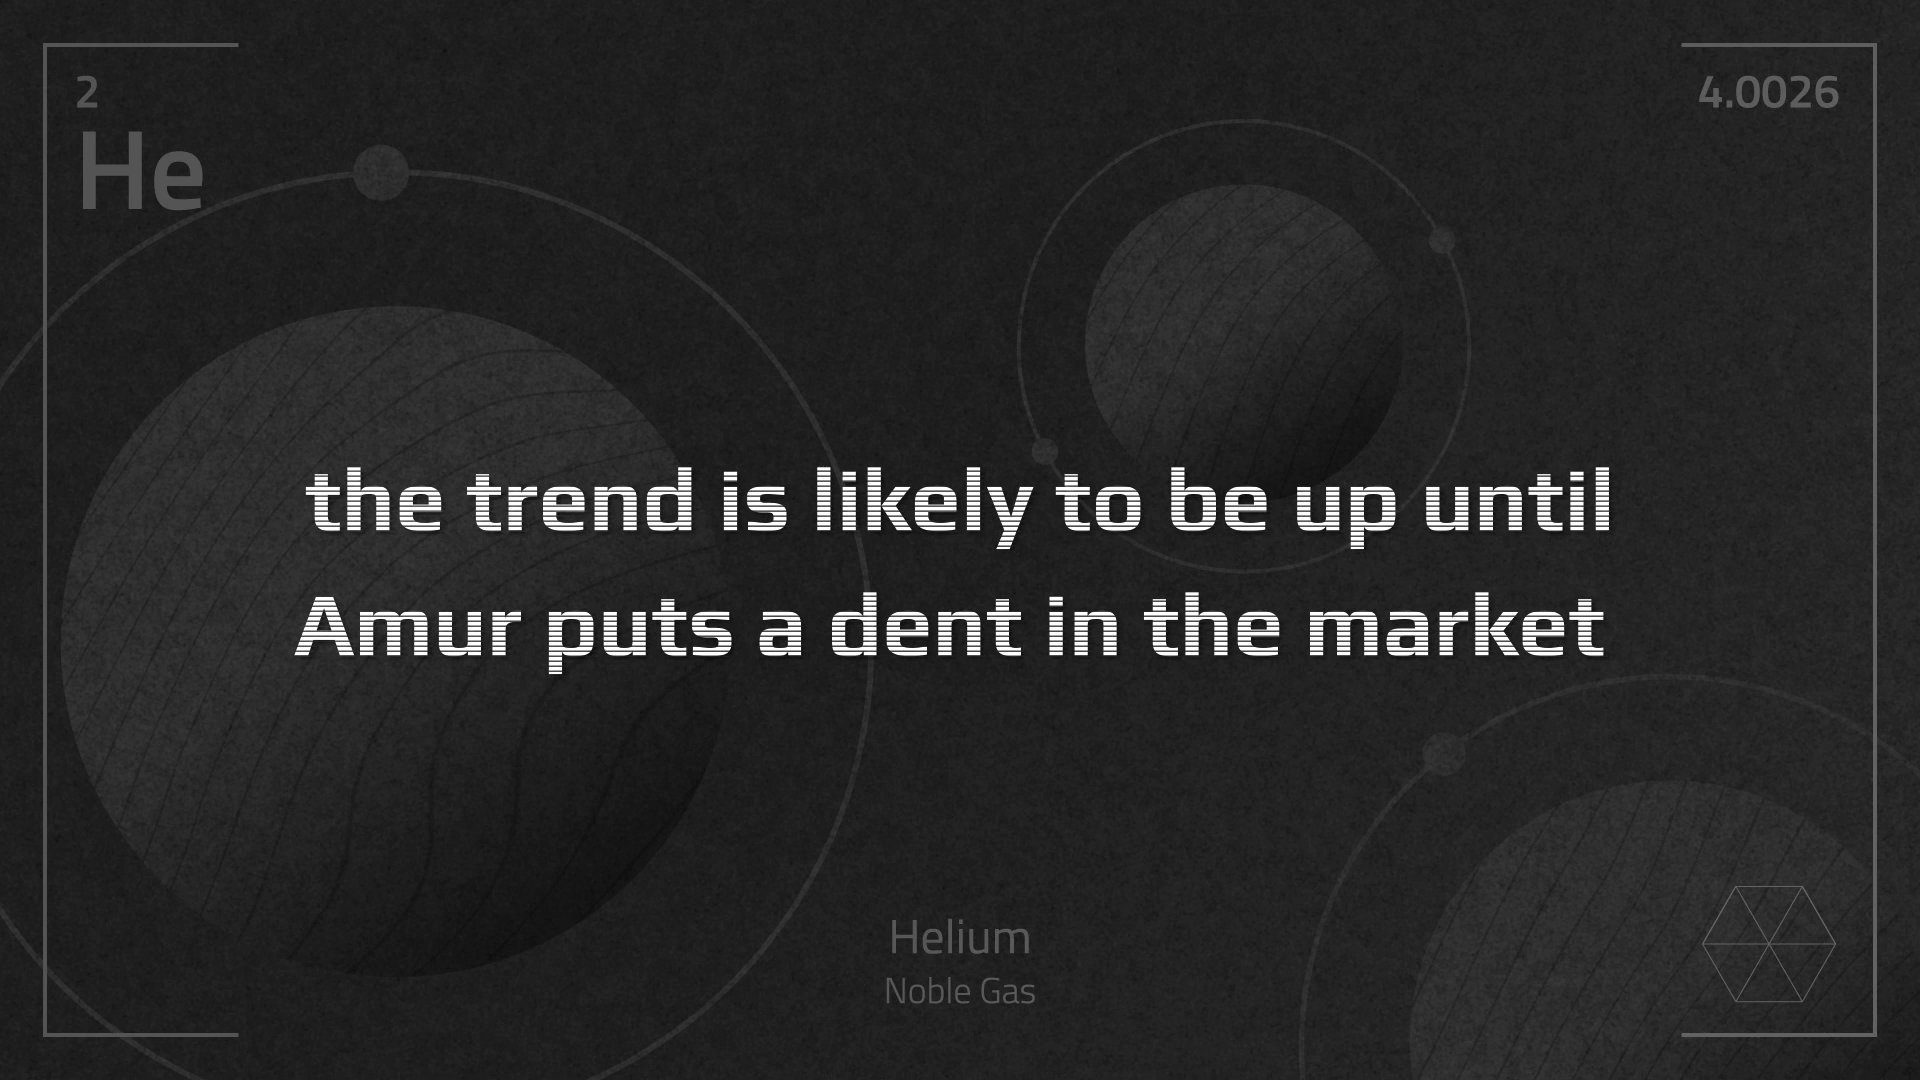 2
He
4.0026
the trend is likely to be up until
Amur puts a dent in the market
Helium
Noble Gas